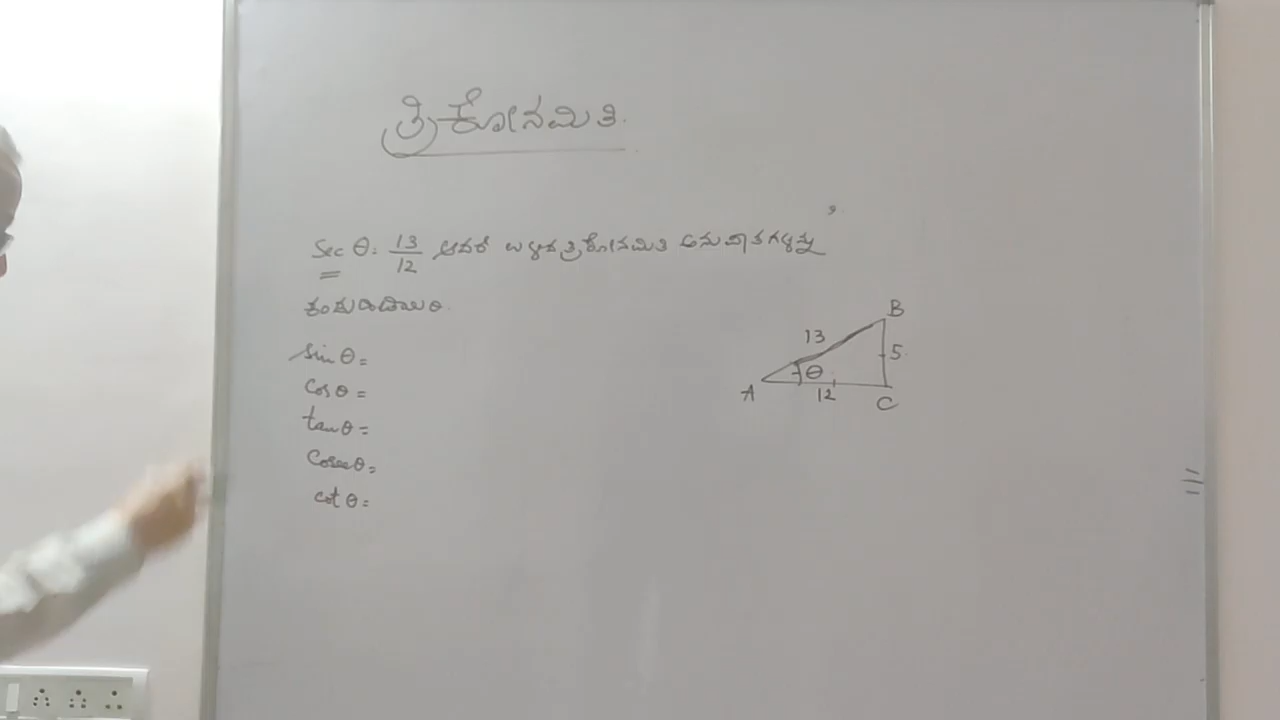 ತ್ರಿಕೋನಮಿತಿ.
Sec θ = 13/12 ಆದರೆ ಉಳಿದ ತ್ರಿಕೋನಮಿತಿ ಅನುಪಾತಗಳನ್ನು
ಕಂಡುಹಿಡಿಯಿರಿ.
Sin θ =
Cos θ =
tan θ =
Cosec θ =
cot θ =
B
13
5
A
θ
12
C